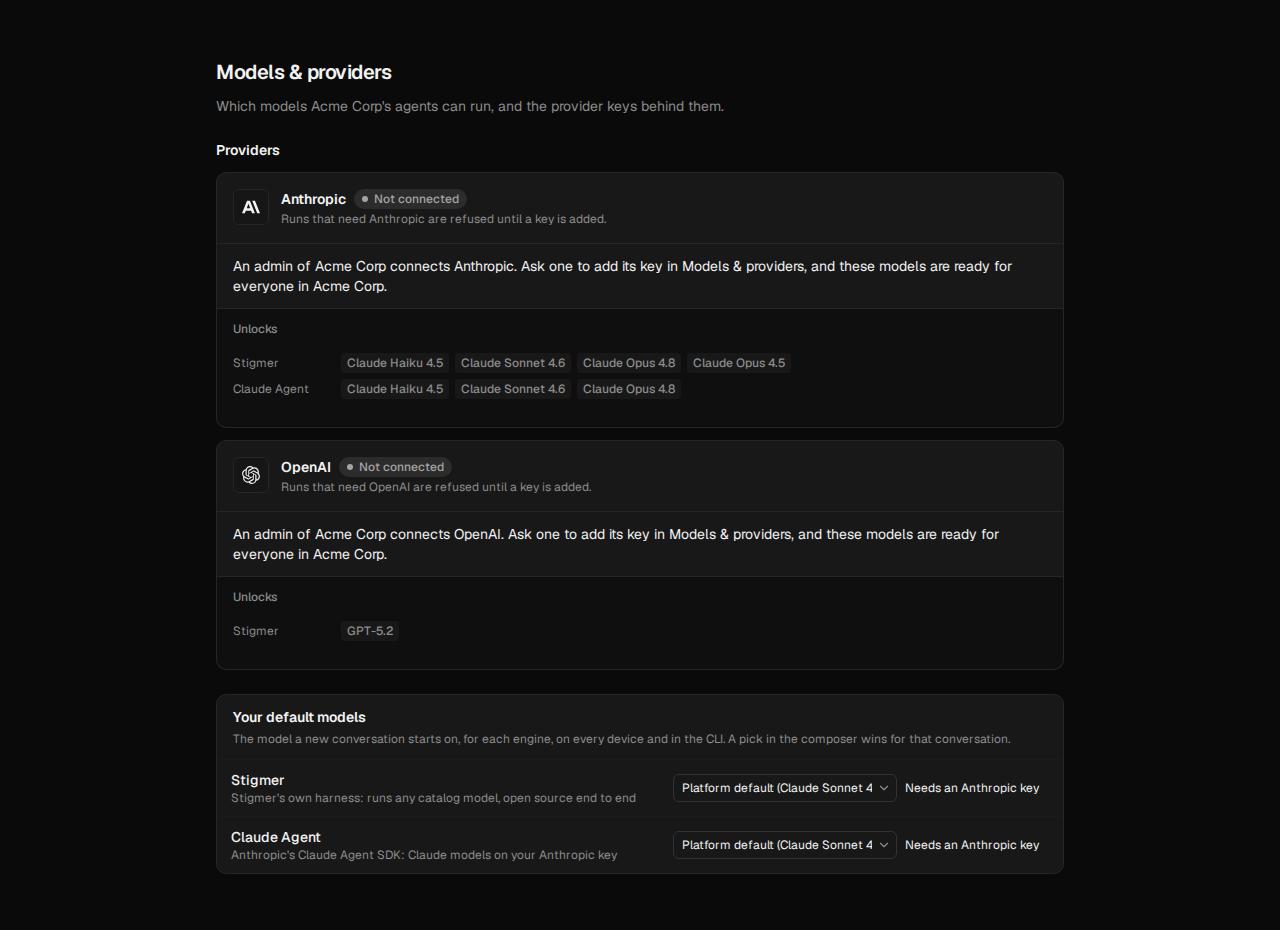 Models & providers
Which models Acme Corp's agents can run, and the provider keys behind them.
Providers
Anthropic
Not connected
Runs that need Anthropic are refused until a key is added.
An admin of Acme Corp connects Anthropic. Ask one to add its key in Models & providers, and these models are ready for
everyone in Acme Corp.
Unlocks
Stigmer Claude Haiku 4.5 Claude Sonnet 4.6 Claude Opus 4.8 Claude Opus 4.5
Claude Agent Claude Haiku 4.5 Claude Sonnet 4.6 Claude Opus 4.8
OpenAI
Not connected
Runs that need OpenAI are refused until a key is added.
An admin of Acme Corp connects OpenAI. Ask one to add its key in Models & providers, and these models are ready for
everyone in Acme Corp.
Unlocks
Stigmer GPT-5.2
Your default models
The model a new conversation starts on, for each engine, on every device and in the CLI. A pick in the composer wins for that conversation.
Stigmer
Stigmer's own harness: runs any catalog model, open source end to end
Platform default (Claude Sonnet 4
Needs an Anthropic key
Claude Agent
Anthropic's Claude Agent SDK: Claude models on your Anthropic key
Platform default (Claude Sonnet 4
Needs an Anthropic key